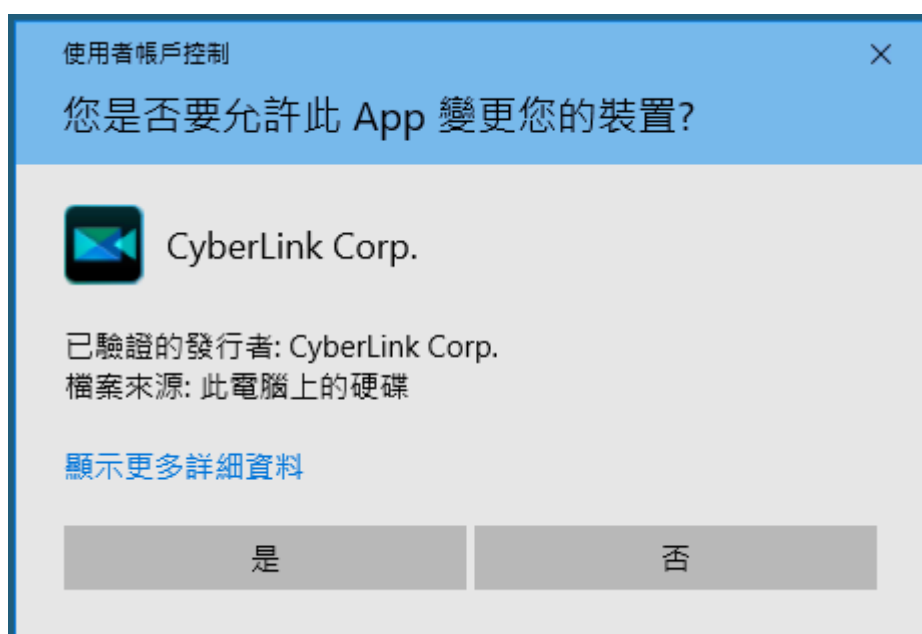 使用者帳戶控制
您是否要允許此 App 變更您的裝置?
CyberLink Corp.
已驗證的發行者: CyberLink Corp.
檔案來源: 此電腦上的硬碟
顯示更多詳細資料
是
否